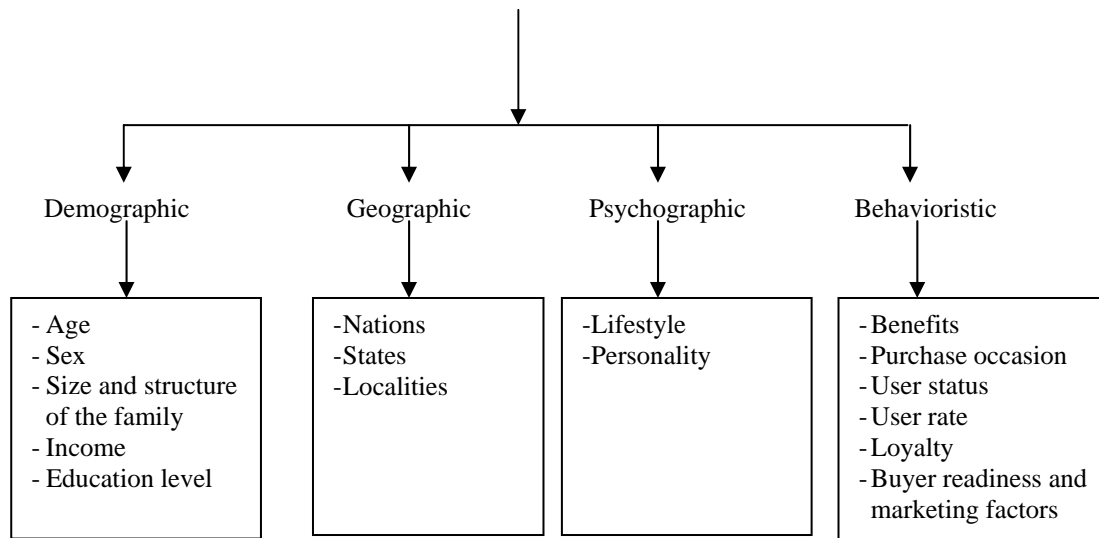 Demographic
Geographic
Psychographic
Behavioristic
- Age
- Sex
- Size and structure
of the family
- Income
- Education level
-Nations
-States
-Localities
-Lifestyle
-Personality
-Benefits
-Purchase occasion
-User status
-User rate
-Loyalty
-Buyer readiness and
marketing factors